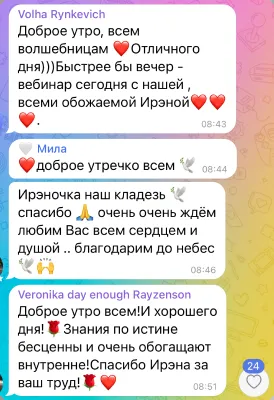 Volha Rynkevich
Доброе утро, всем
волшебницам ❤️Отличного
дня)))Быстрее бы вечер -
вебинар сегодня с нашей ,
всеми обожаемой Ирэной❤️❤️
❤️.
08:43
🤍 Мила
❤️доброе утречко всем 🕊️
08:44
Ирэночка наш кладезь 🕊️
спасибо 🙏 очень очень ждём
любим Вас всем сердцем и
душой .. благодарим до небес
🕊️🙌
08:46
Veronika day enough Rayzenson
Доброе утро всем!И хорошего
дня!🌹Знания по истине
бесценны и очень обогащают
внутренне!Спасибо Ирэна за
ваш труд!🌹❤️
08:51
24